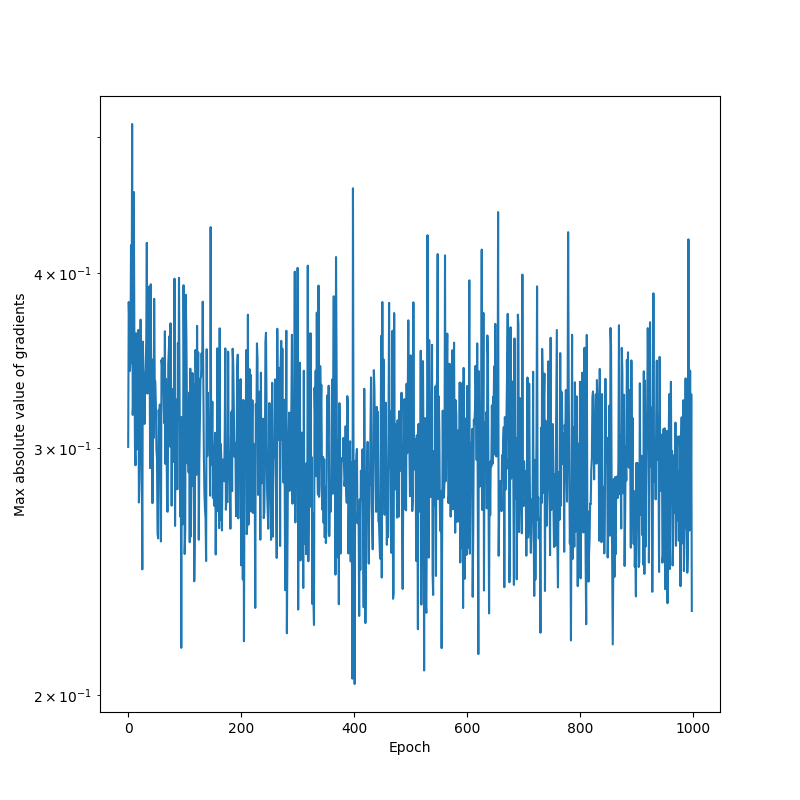 Max absolute value of gradients
4 × 10⁻¹
3 × 10⁻¹
2 × 10⁻¹
0 200 400 600 800 1000
Epoch